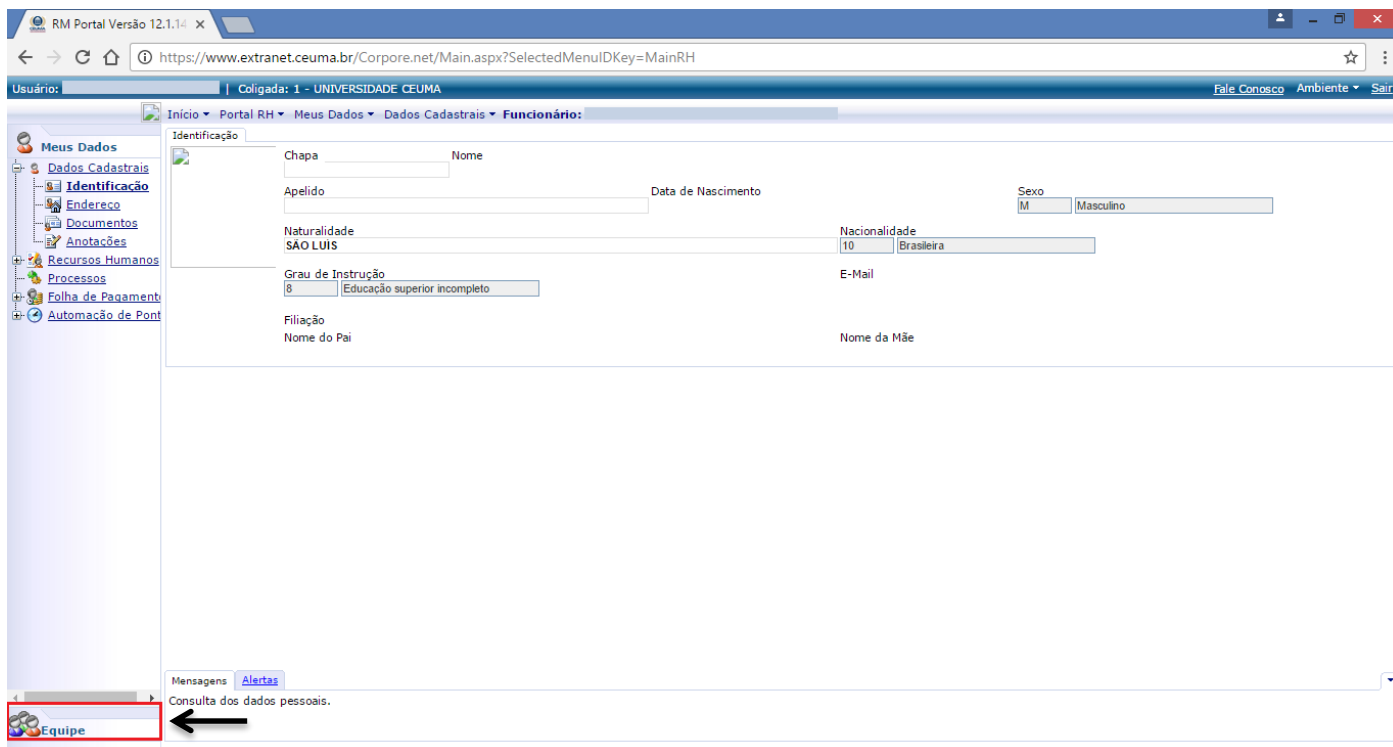 RM Portal Versão 12.1.14
https://www.extranet.ceuma.br/Corpore.net/Main.aspx?SelectedMenuIDKey=MainRH
Usuário: | Coligada: 1 - UNIVERSIDADE CEUMA Fale Conosco Ambiente Sair
Início Portal RH Meus Dados Dados Cadastrais Funcionário:
Meus Dados
Dados Cadastrais
Identificação
Endereço
Documentos
Anotações
Recursos Humanos
Processos
Folha de Pagament
Automação de Pont
Identificação
Chapa Nome
Apelido Data de Nascimento Sexo
M Masculino
Naturalidade Nacionalidade
SÃO LUÍS 10 Brasileira
Grau de Instrução E-Mail
8 Educação superior incompleto
Filiação
Nome do Pai Nome da Mãe
Mensagens Alertas
Consulta dos dados pessoais.
Equipe